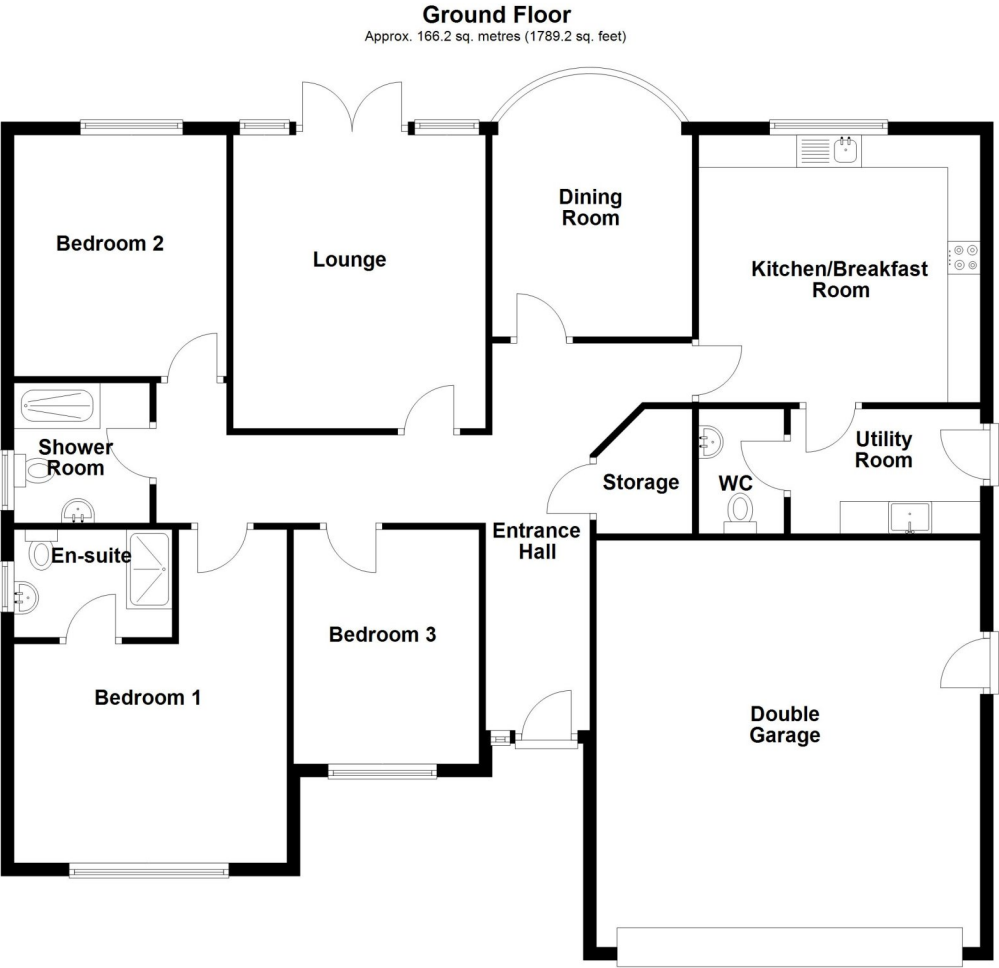 Ground Floor
Approx. 166.2 sq. metres (1789.2 sq. feet)
Dining
Room
Bedroom 2
Lounge
Kitchen/Breakfast
Room
Shower
Room
Utility
Room
Storage
WC
Entrance
Hall
En-suite
Bedroom 3
Bedroom 1
Double
Garage